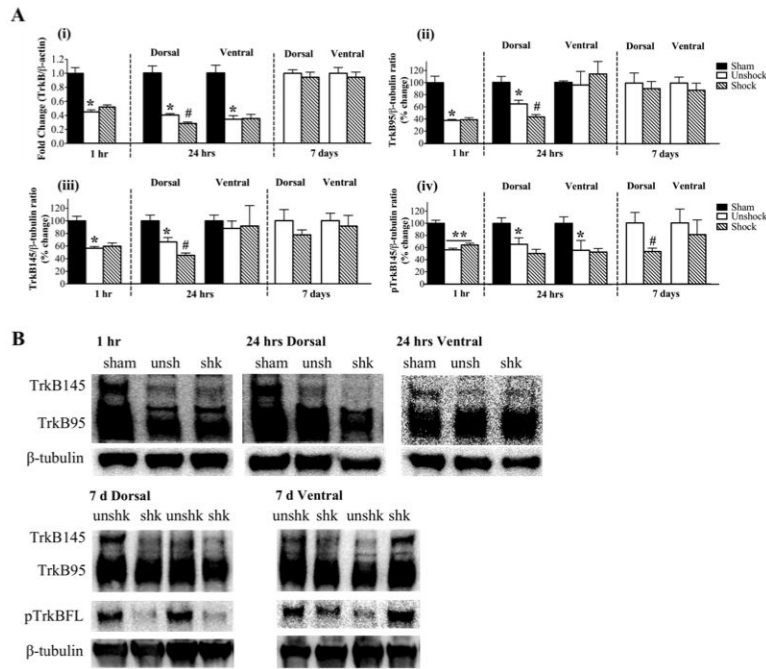 A
(i)
Dorsal
Ventral
Dorsal
Ventral
Fold Change (TrkB/β-actin)
1.2
1.0
0.8
0.6
0.4
0.2
0.0
*
*
#
*
1 hr
24 hrs
7 days
(ii)
Dorsal
Ventral
Dorsal
Ventral
TrkB95/β-tubulin ratio
(% change)
120
100
80
60
40
20
0
*
*
#
1 hr
24 hrs
7 days
Sham
Unshock
Shock
(iii)
Dorsal
Ventral
Dorsal
Ventral
TrkB145/β-tubulin ratio
(% change)
120
100
80
60
40
20
0
*
*
#
1 hr
24 hrs
7 days
(iv)
Dorsal
Ventral
Dorsal
Ventral
pTrkB145/β-tubulin ratio
(% change)
120
100
80
60
40
20
0
**
*
*
#
1 hr
24 hrs
7 days
Sham
Unshock
Shock
B
1 hr
24 hrs Dorsal
24 hrs Ventral
sham unsh shk
sham unsh shk
sham unsh shk
TrkB145
TrkB95
β-tubulin
7 d Dorsal
7 d Ventral
unshk shk unshk shk
unshk shk unshk shk
TrkB145
TrkB95
pTrkBFL
β-tubulin